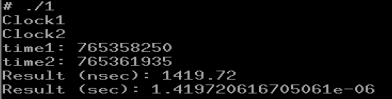 # ./1
Clock1
Clock2
time1: 765358250
time2: 765361935
Result (nsec): 1419.72
Result (sec): 1.419720616705061e-06